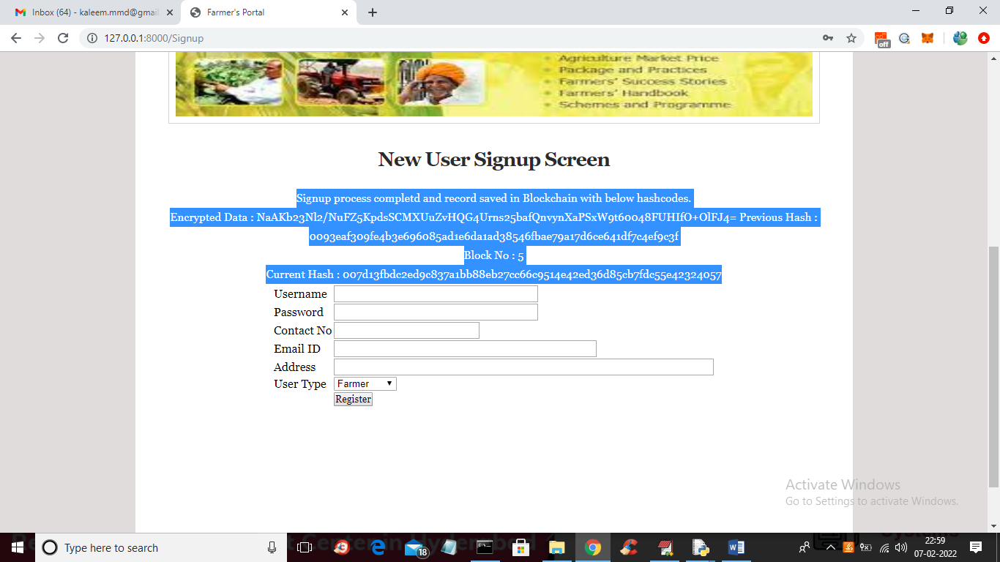 Inbox (64) - kaleem.mmd@gmai
Farmer's Portal
127.0.0.1:8000/Signup
off
Agriculture Market Price
Package and Practices
Farmers' Success Stories
Farmers' Handbook
Schemes and Programme
New User Signup Screen
Signup process completd and record saved in Blockchain with below hashcodes.
Encrypted Data : NaAKb23Nl2/NuFZ5KpdsSCMXUuZvHQG4Urns25bafQnvynXaPSxW9t60048FUHIfO+OlFJ4= Previous Hash :
0093eaf309fe4b3e696085ad1e6da1ad38546fbae79a17d6ce641df7c4ef9c3f
Block No : 5
Current Hash : 007d13fbdc2ed9c837a1bb88eb27cc66c9514e42ed36d85cb7fdc55e42324057
Username
Password
Contact No
Email ID
Address
User Type Farmer
Register
Activate Windows
Go to Settings to activate Windows.
Type here to search
18
22:59
07-02-2022